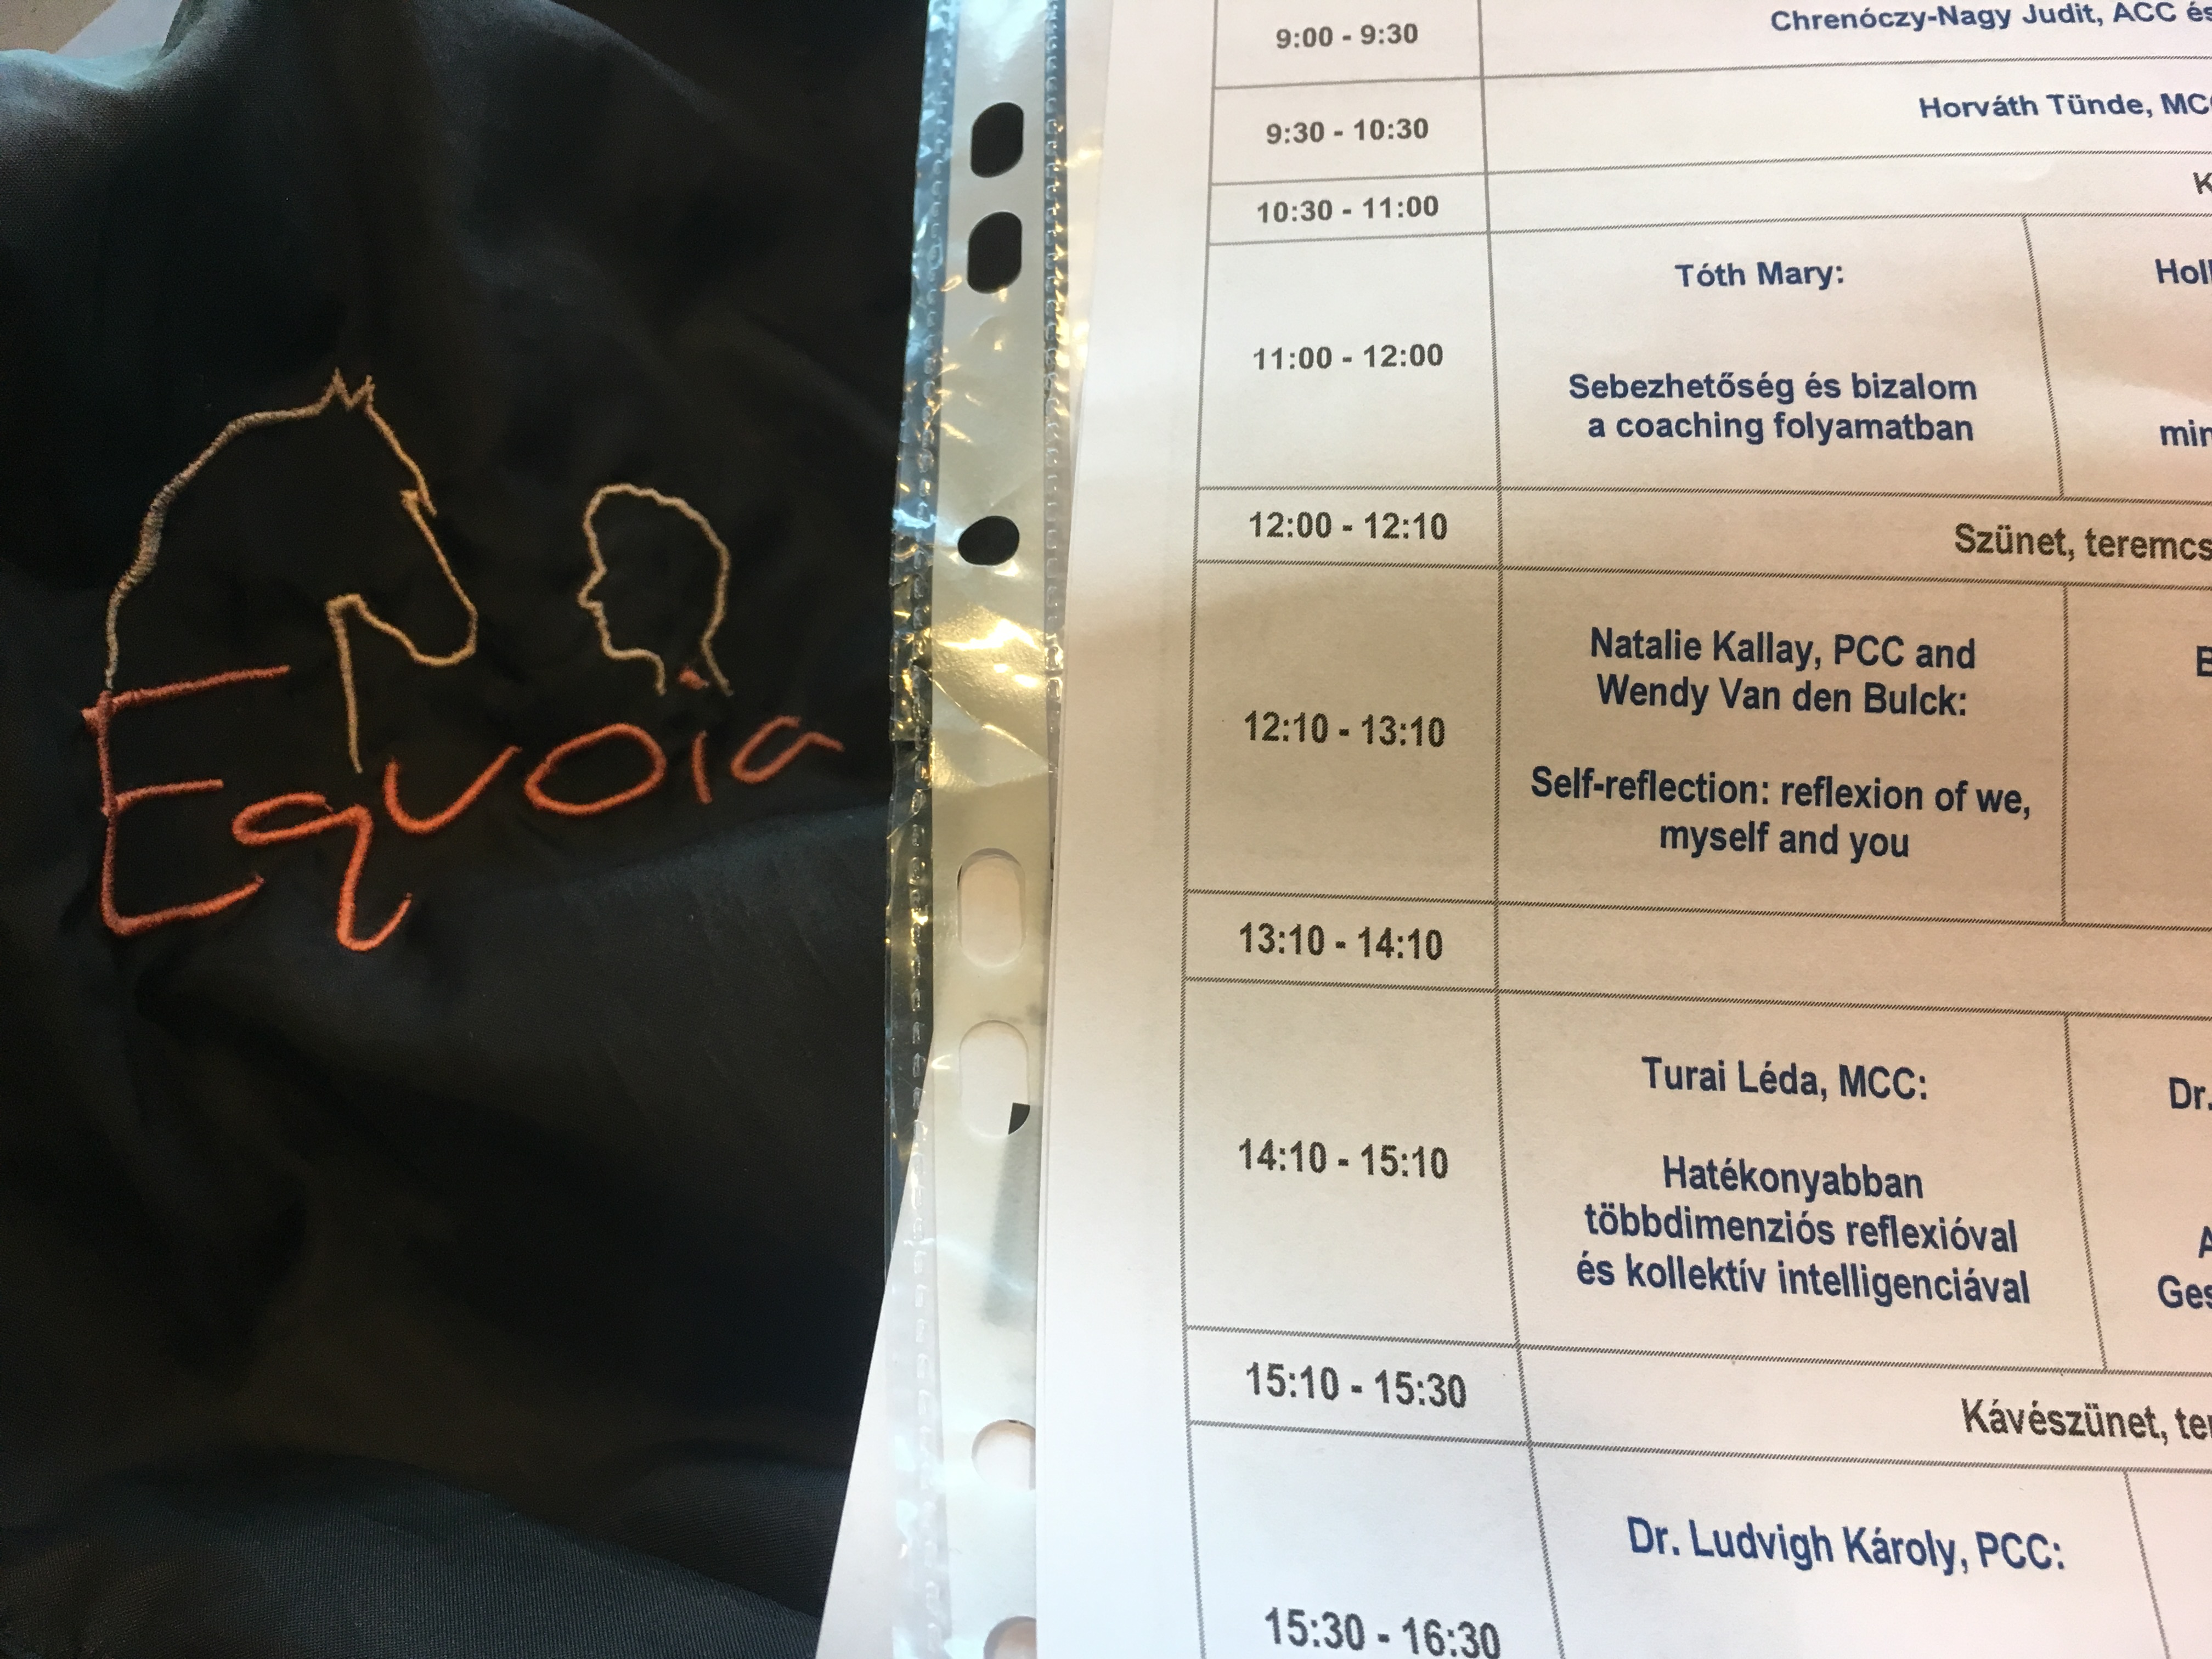 Equoia
9:00 - 9:30
Chrenóczy-Nagy Judit, ACC és
9:30 - 10:30
Horváth Tünde,
10:30 - 11:00
11:00 - 12:00
Tóth Mary:
Sebezhetőség és bizalom
a coaching folyamatban
12:00 - 12:10
Szünet,
12:10 - 13:10
Natalie Kallay, PCC and
Wendy Van den Bulck:
Self-reflection: reflexion of we,
myself and you
13:10 - 14:10
14:10 - 15:10
Turai Léda, MCC:
Hatékonyabban
többdimenziós reflexióval
és kollektív intelligenciával
Dr.
15:10 - 15:30
Kávészünet,
15:30 - 16:30
Dr. Ludvigh Károly, PCC: